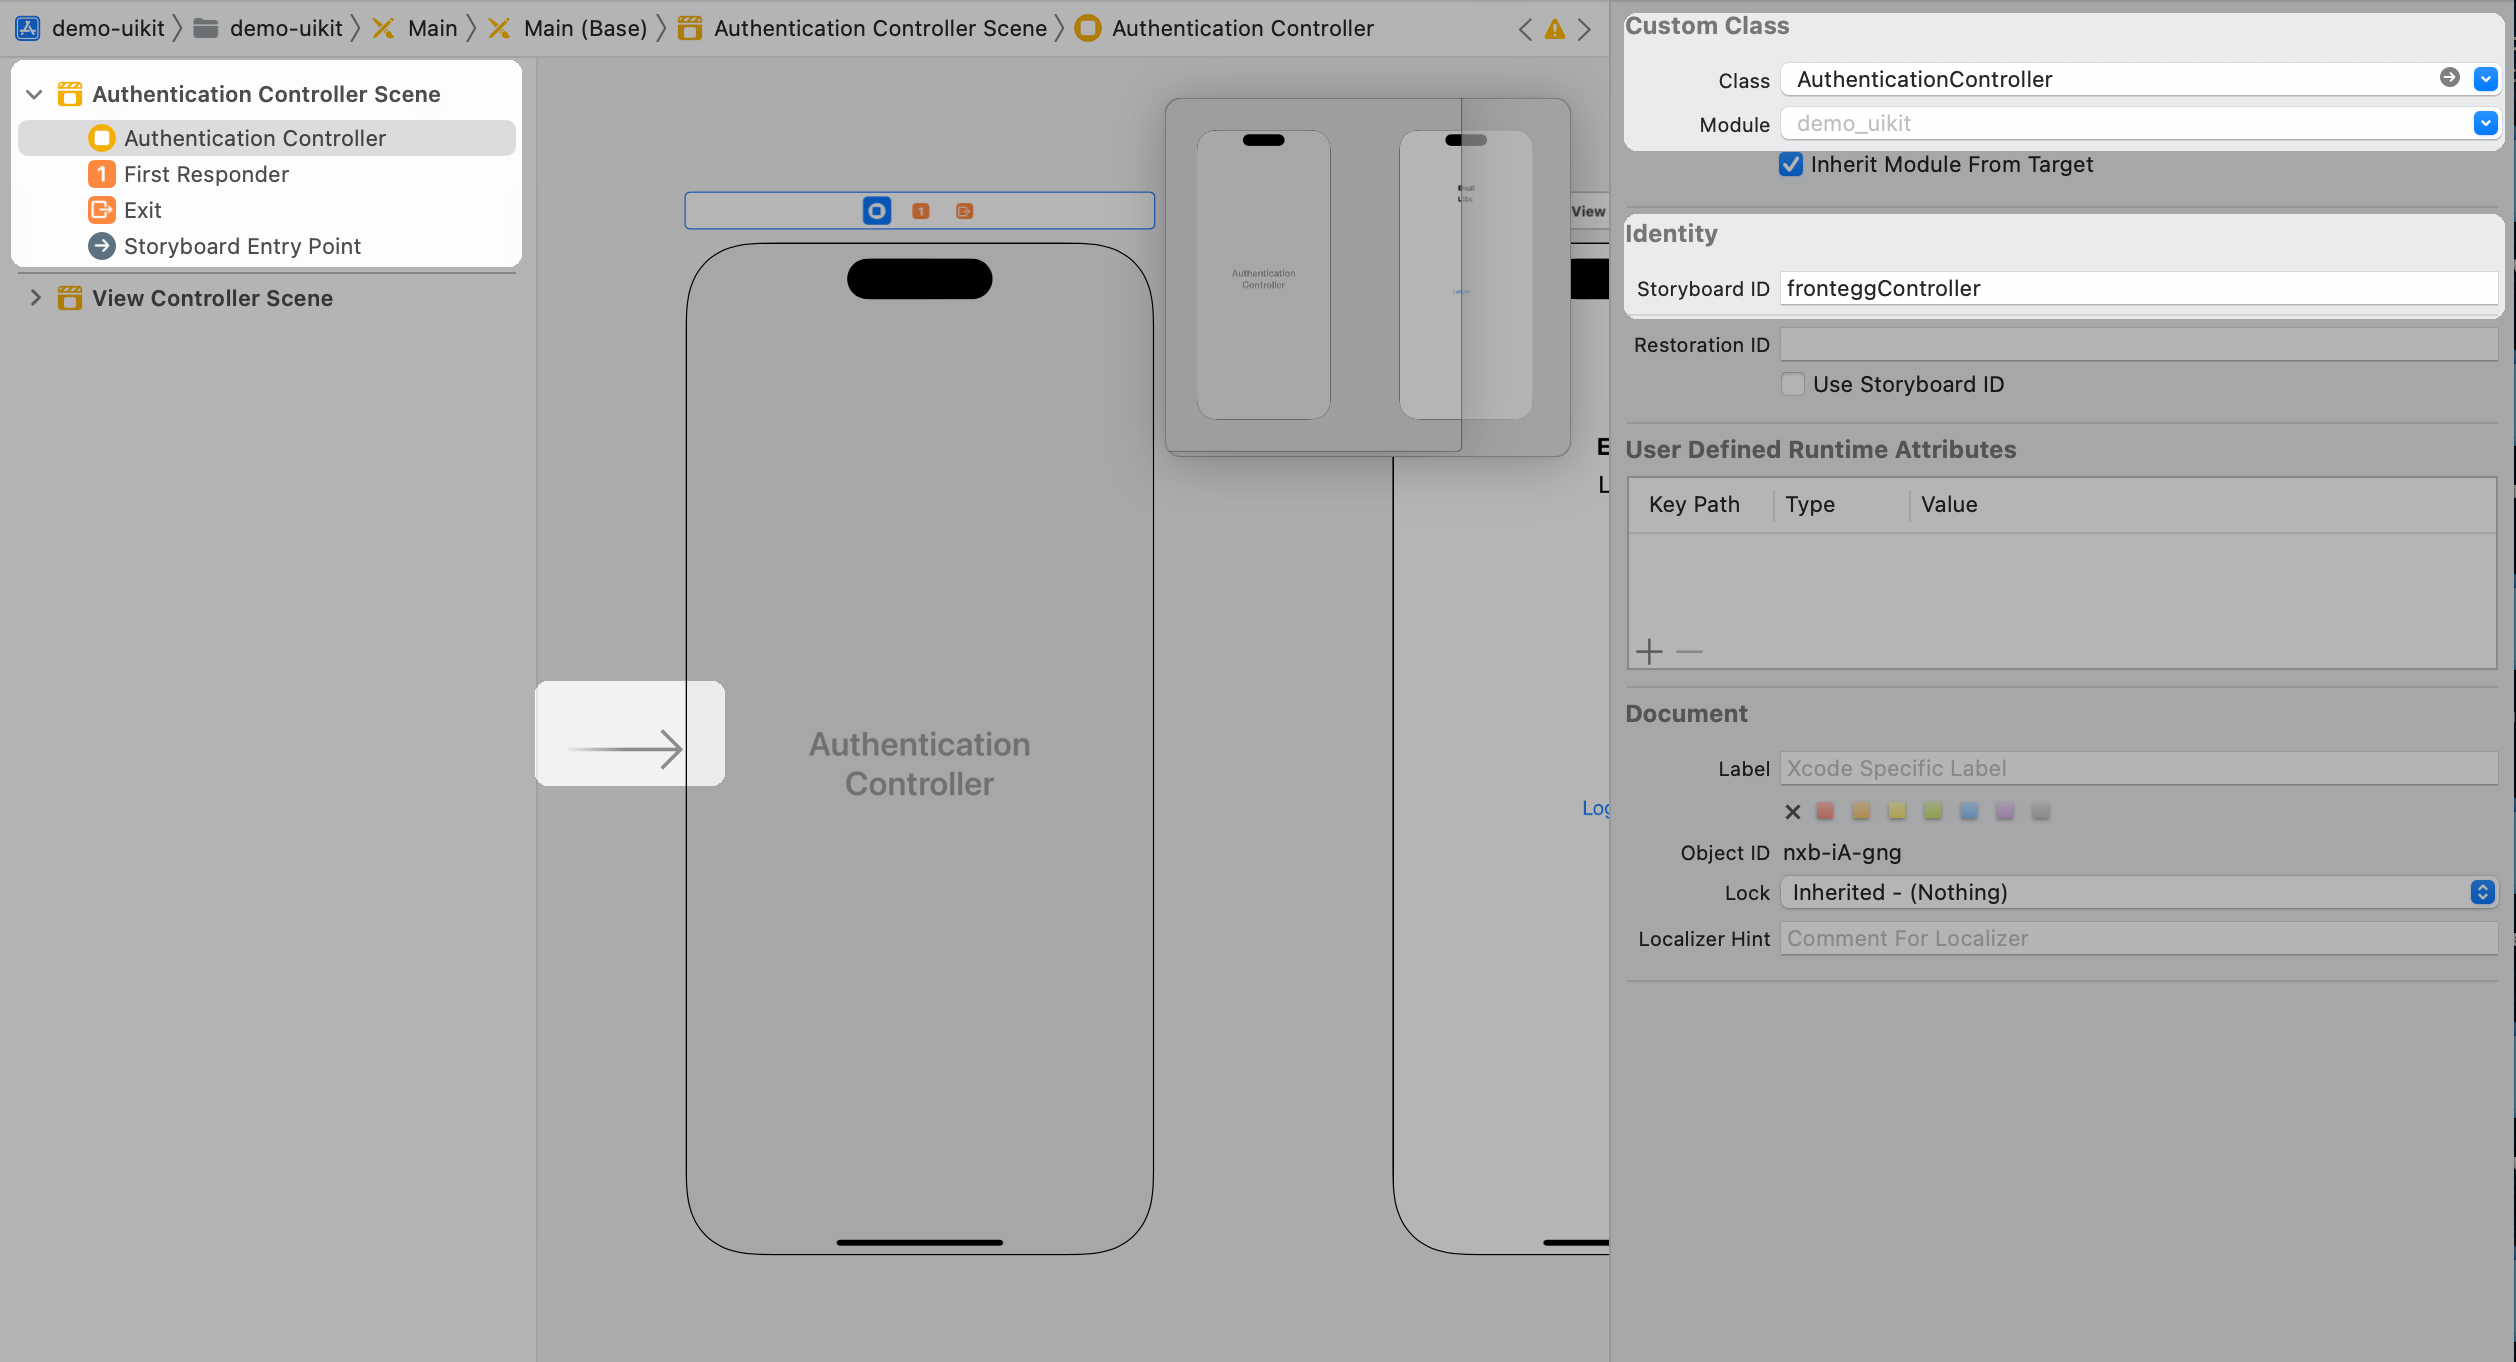 demo-uikit demo-uikit Main Main (Base) Authentication Controller Scene Authentication Controller
Authentication Controller Scene
Authentication Controller
1 First Responder
Exit
Storyboard Entry Point
View Controller Scene
1
Authentication
Controller
View
Authentication
Controller
E
L
Log
Custom Class
Class AuthenticationController
Module demo_uikit
Inherit Module From Target
Identity
Storyboard ID fronteggController
Restoration ID
Use Storyboard ID
User Defined Runtime Attributes
Key Path Type Value
Document
Label Xcode Specific Label
Object ID nxb-iA-gng
Lock Inherited - (Nothing)
Localizer Hint Comment For Localizer